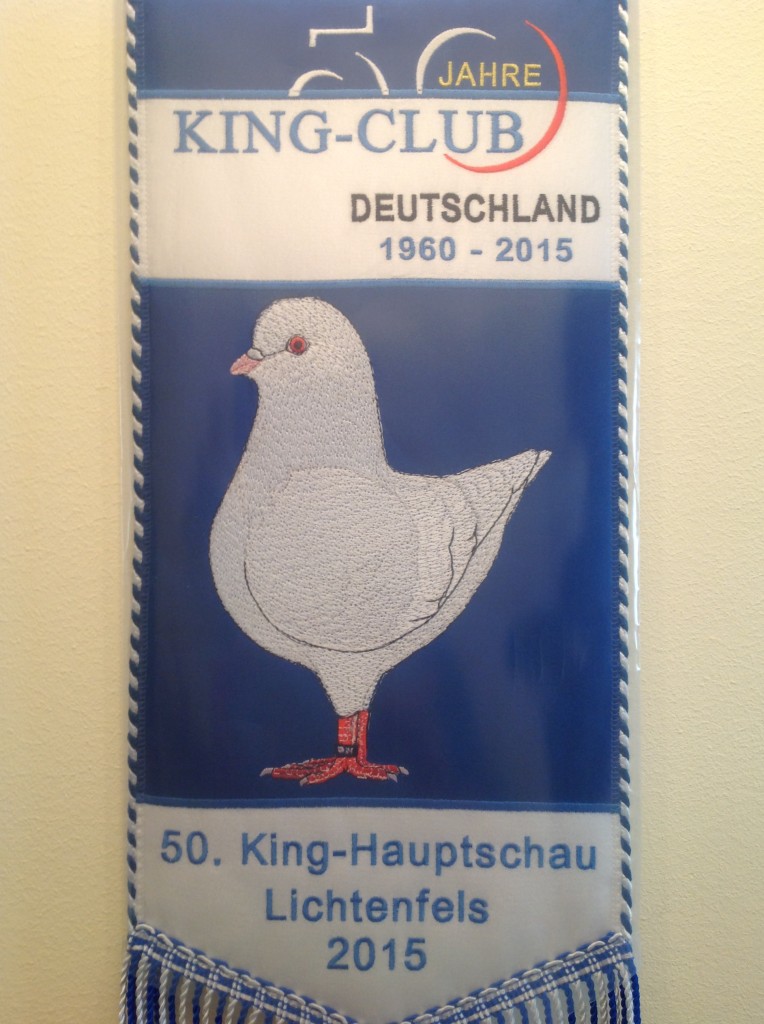 JAHRE
KING-CLUB
DEUTSCHLAND
1960 - 2015
50. King-Hauptschau
Lichtenfels
2015